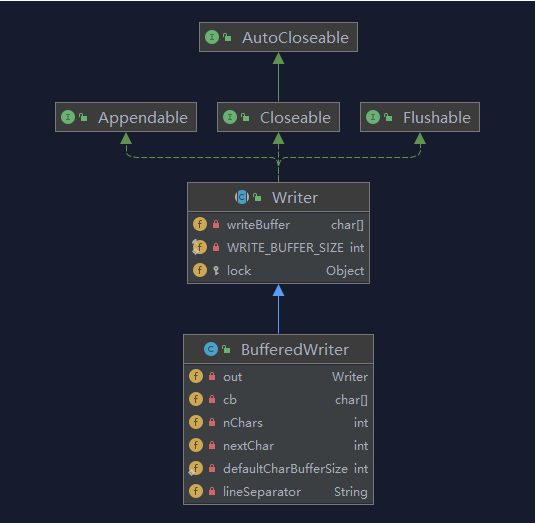 AutoCloseable
Appendable
Closeable
Flushable
Writer
writeBuffer char[]
WRITE_BUFFER_SIZE int
lock Object
BufferedWriter
out Writer
cb char[]
nChars int
nextChar int
defaultCharBufferSize int
lineSeparator String